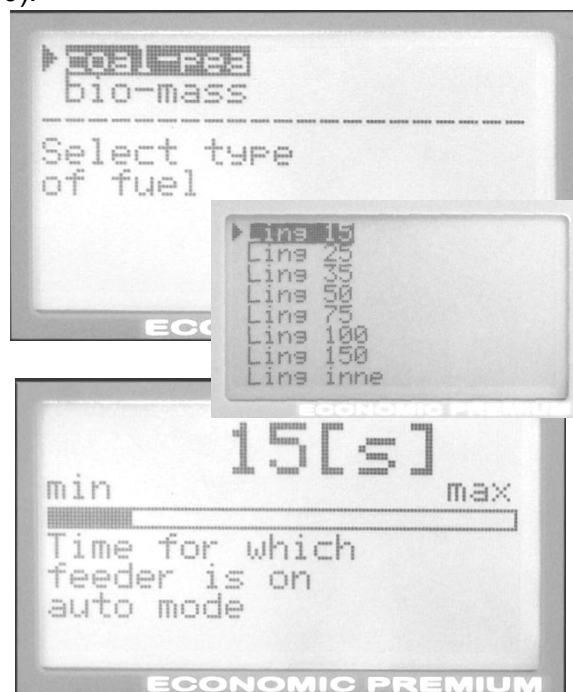 coal-pea
bio-mass
Select type
of fuel
Ling 15
Ling 25
Ling 35
Ling 50
Ling 75
Ling 100
Ling 150
Ling inne
ECONOMIC PREMIUM
15[s]
min max
Time for which
feeder is on
auto mode
ECONOMIC PREMIUM